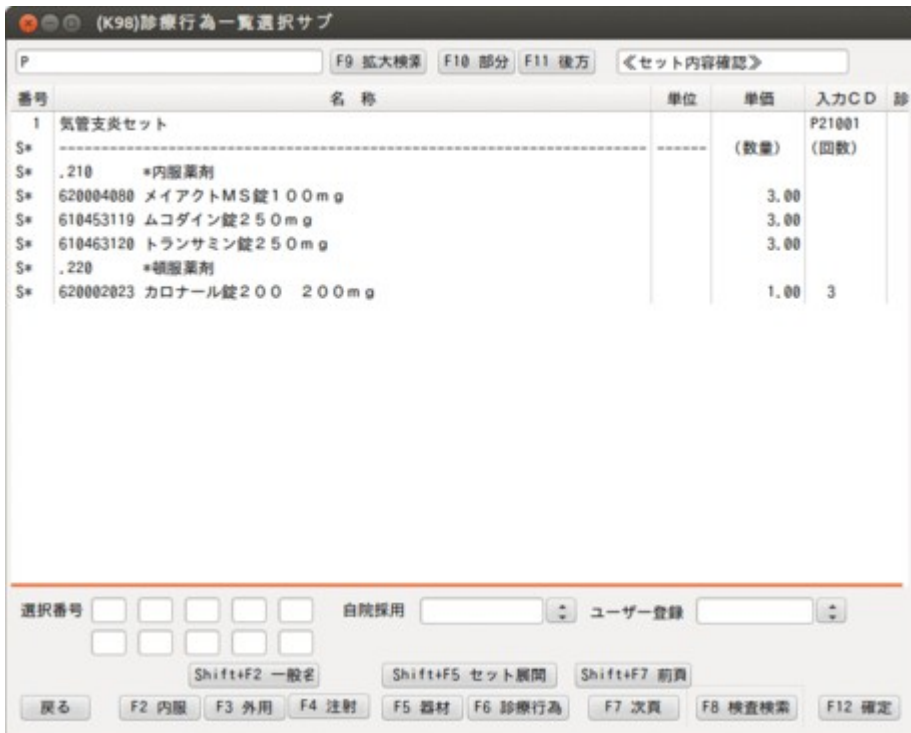 (K98)診療行為一覧選択サブ
P F9 拡大検索 F10 部分 F11 後方 ≪セット内容確認≫
番号 名 称 単位 単価 入力CD 診
1 気管支炎セット P21001
S* -------------------------------------------------------------------------- ------ (数量) (回数)
S* .210 *内服薬剤
S* 620004080 メイアクトMS錠100mg 3.00
S* 610453119 ムコダイン錠250mg 3.00
S* 610463120 トランサミン錠250mg 3.00
S* .220 *頓服薬剤
S* 620002023 カロナール錠200 200mg 1.00 3
選択番号 自院採用 ユーザー登録
Shift+F2 一般名 Shift+F5 セット展開 Shift+F7 前頁
戻る F2 内服 F3 外用 F4 注射 F5 器材 F6 診療行為 F7 次頁 F8 検査検索 F12 確定